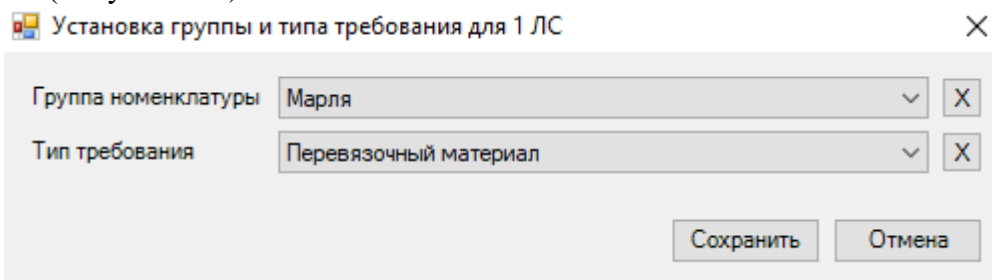 Установка группы и типа требования для 1 ЛС
Группа номенклатуры Марля X
Тип требования Перевязочный материал X
Сохранить Отмена